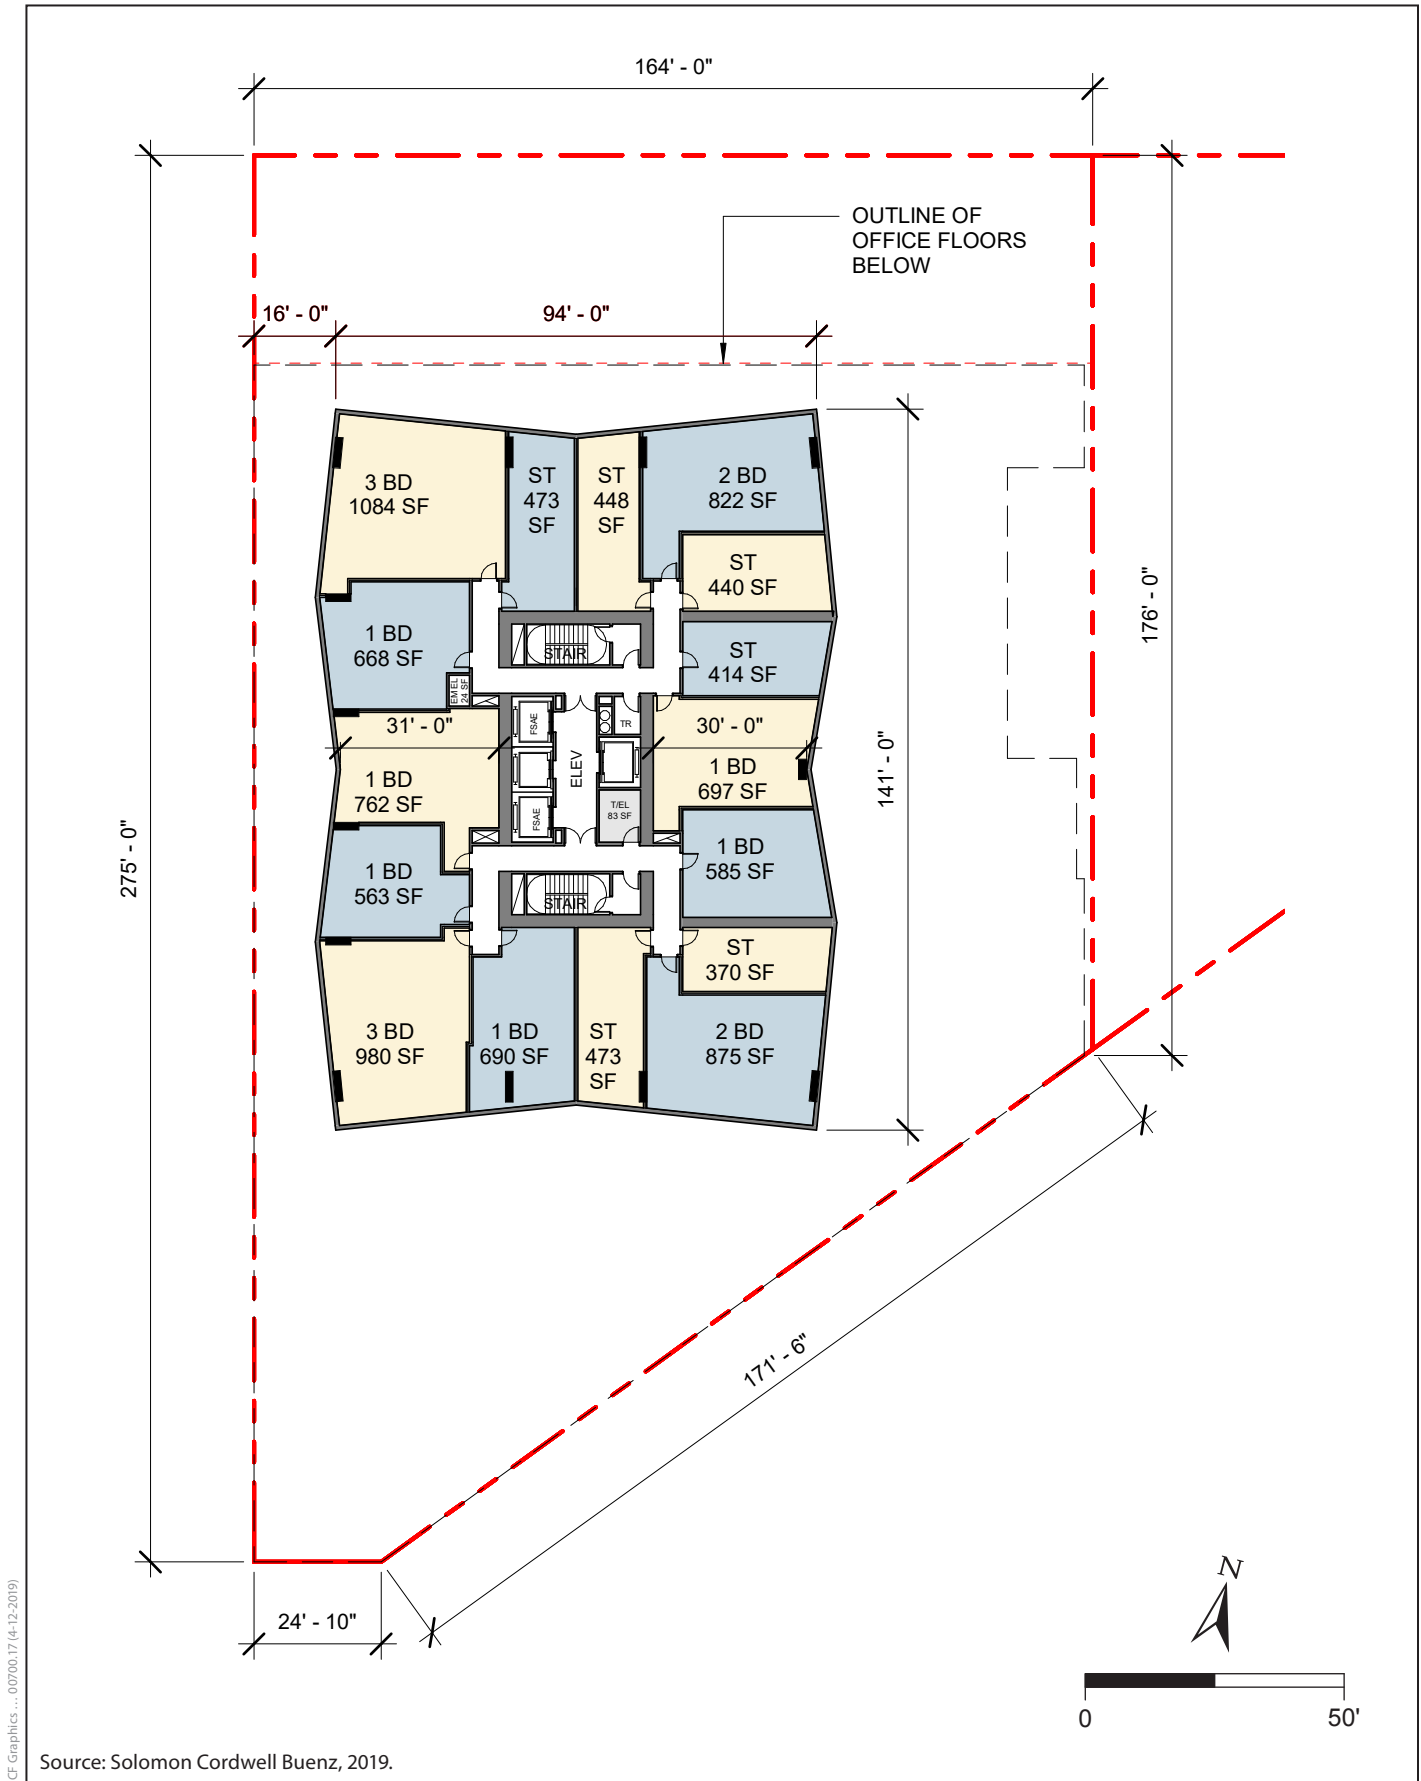 164' - 0"
OUTLINE OF
OFFICE FLOORS
BELOW
16' - 0"
94' - 0"
3 BD
1084 SF
ST
473
SF
ST
448
SF
2 BD
822 SF
ST
440 SF
1 BD
668 SF
STAIR
ST
414 SF
EM EL
24 SF
31' - 0"
FSAE
TR
30' - 0"
176' - 0"
141' - 0"
275' - 0"
ELEV
1 BD
762 SF
1 BD
697 SF
FSAE
T/EL
83 SF
1 BD
563 SF
1 BD
585 SF
STAIR
ST
370 SF
3 BD
980 SF
1 BD
690 SF
ST
473
SF
2 BD
875 SF
171' - 6"
24' - 10"
N
0
50'
CF Graphics ... 00700.17 (4-12-2019)
Source: Solomon Cordwell Buenz, 2019.